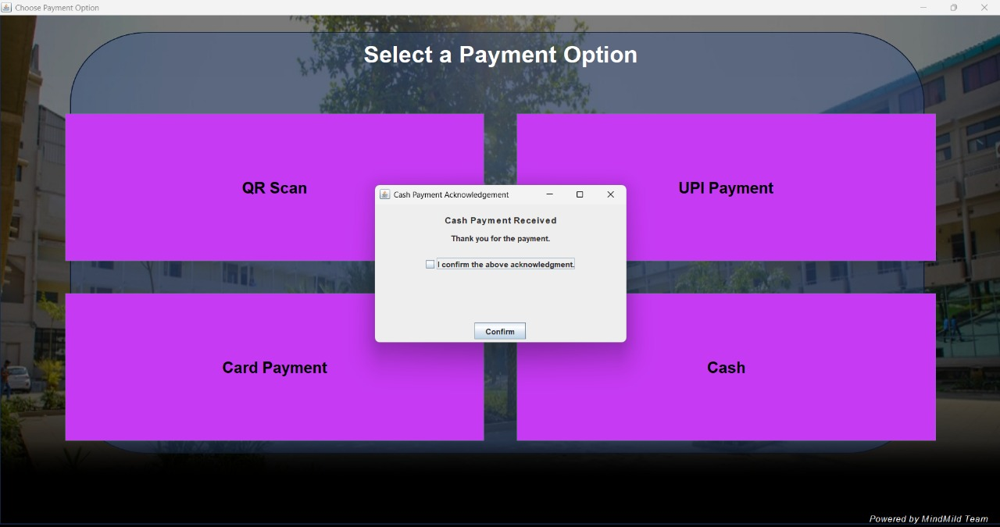 Choose Payment Option
Select a Payment Option
QR Scan
UPI Payment
Cash Payment Acknowledgement
Cash Payment Received
Thank you for the payment.
I confirm the above acknowledgment.
Confirm
Card Payment
Cash
Powered by MindMild Team